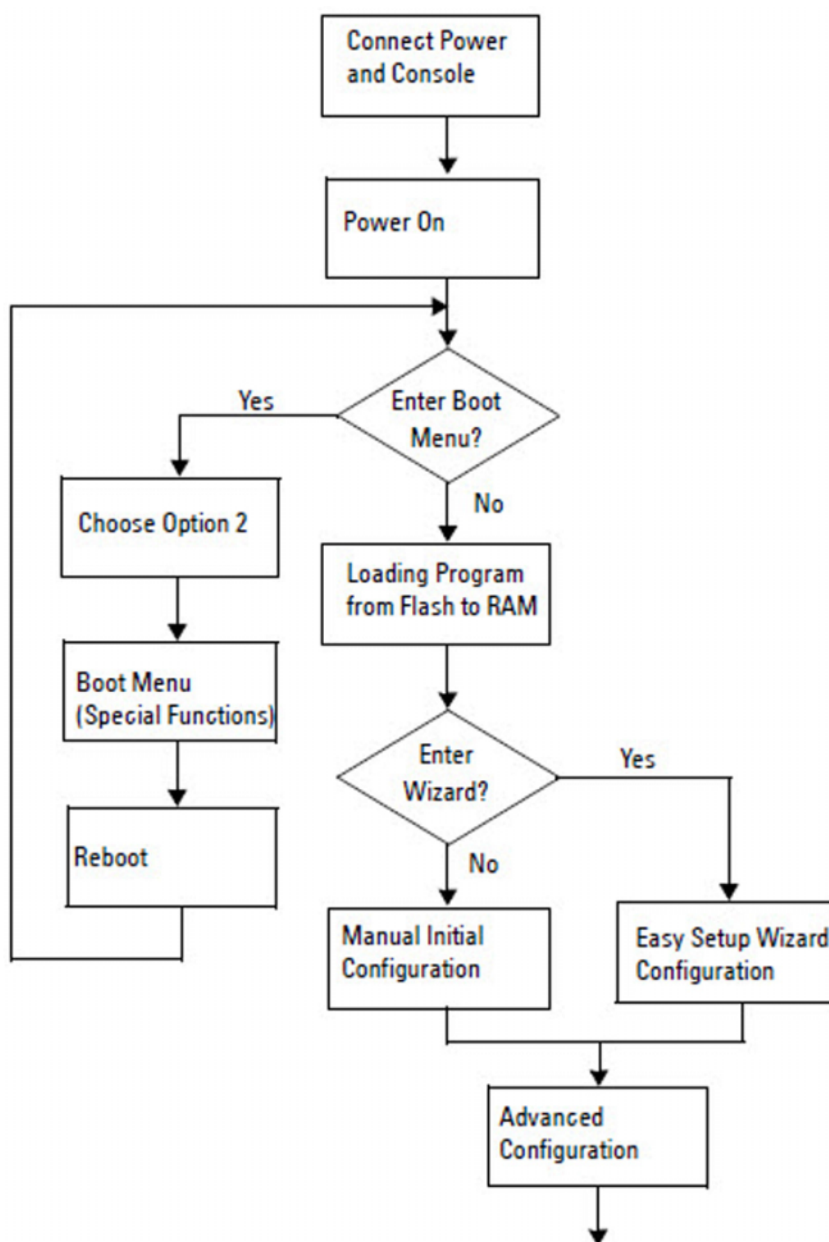 Connect Power
and Console
Power On
Enter Boot
Menu?
Yes
No
Choose Option 2
Loading Program
from Flash to RAM
Boot Menu
(Special Functions)
Enter
Wizard?
Yes
No
Reboot
Manual Initial
Configuration
Easy Setup Wizard
Configuration
Advanced
Configuration